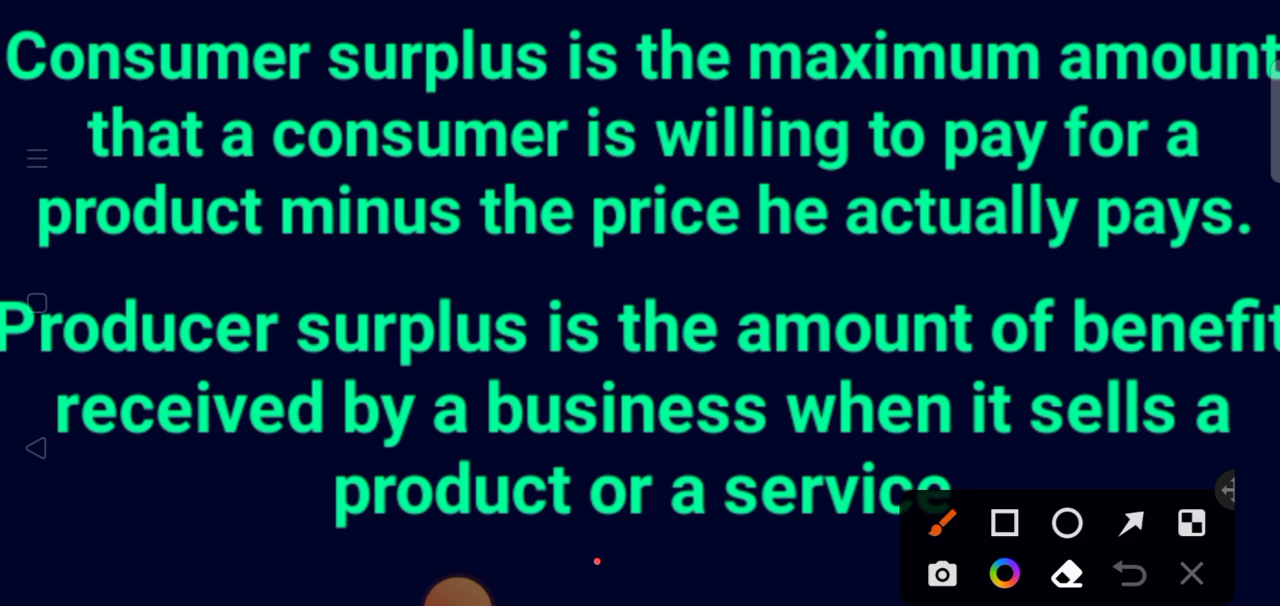 Consumer surplus is the maximum amount
that a consumer is willing to pay for a
product minus the price he actually pays.
Producer surplus is the amount of benefit
received by a business when it sells a
product or a service